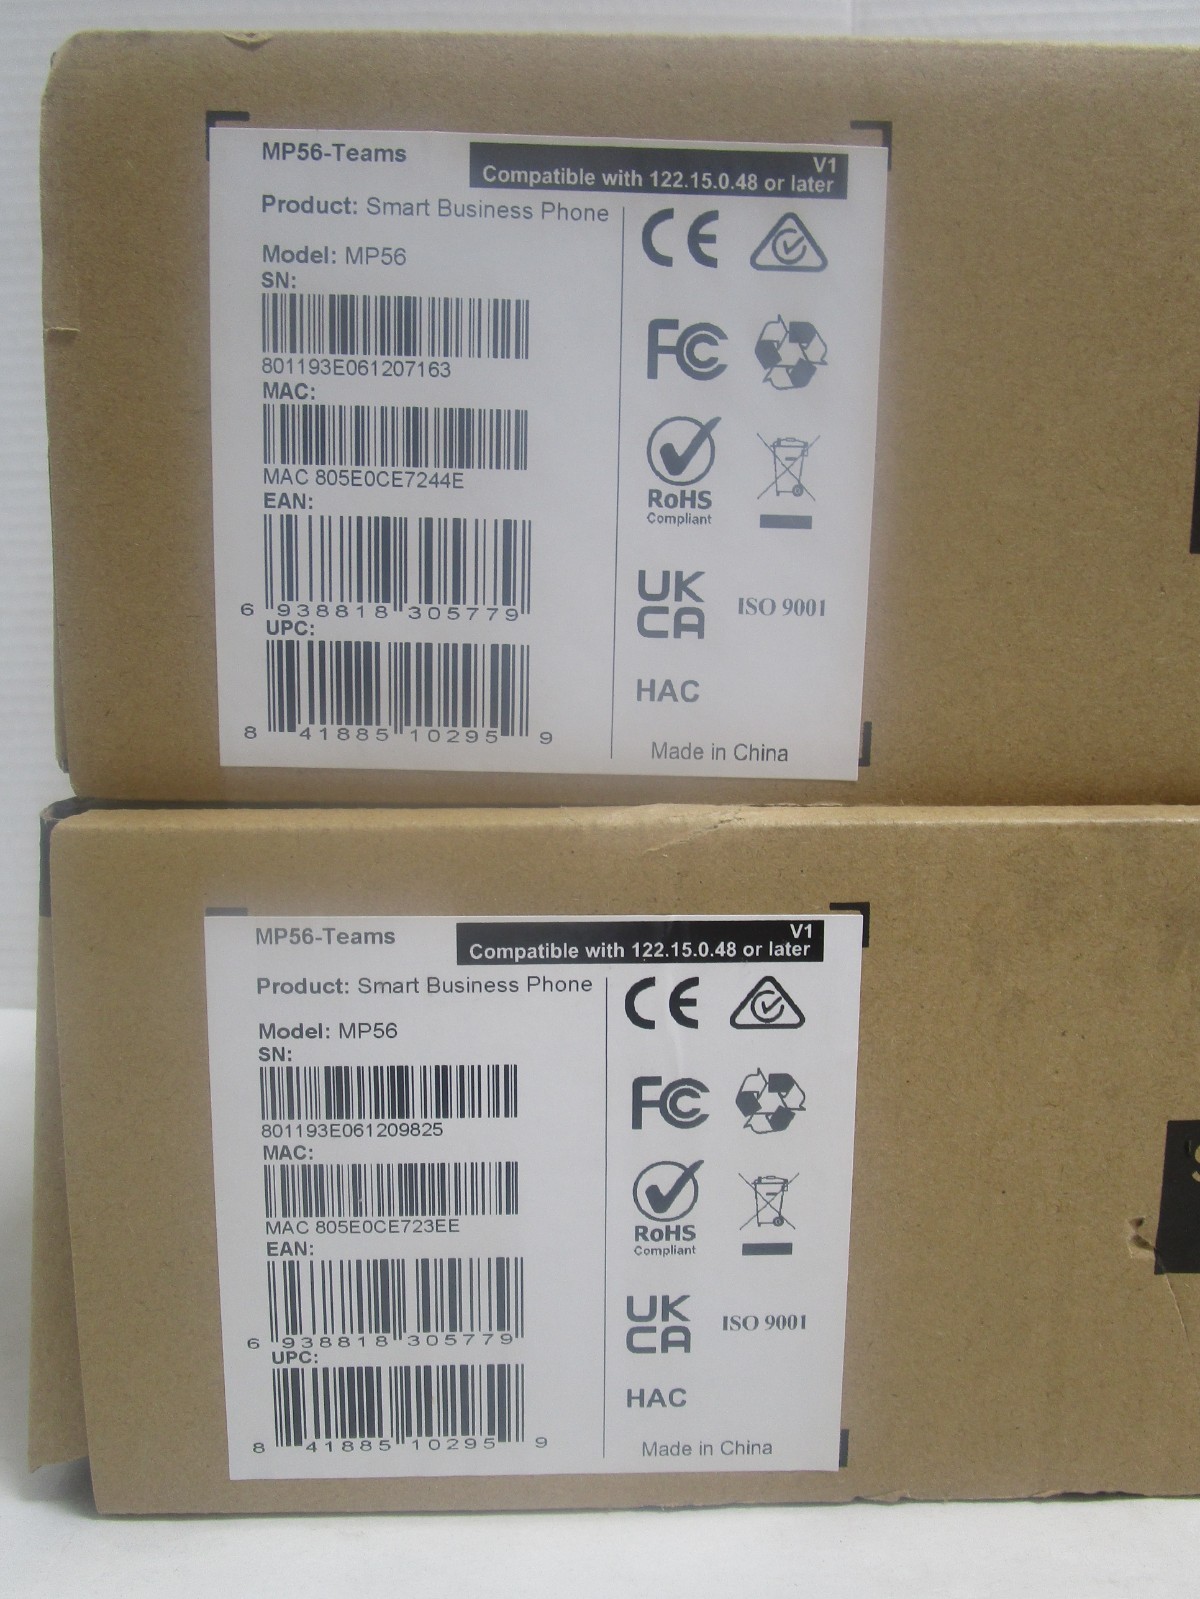 MP56-Teams
V1
Compatible with 122.15.0.48 or later
Product: Smart Business Phone
Model: MP56
SN:
801193E061207163
MAC:
MAC 805E0CE7244E
EAN:
6 938818 305779
UPC:
8 41885 10295 9
CE
FC
RoHS
Compliant
UK
CA
ISO 9001
HAC
Made in China
MP56-Teams
V1
Compatible with 122.15.0.48 or later
Product: Smart Business Phone
Model: MP56
SN:
801193E061209825
MAC:
MAC 805E0CE723EE
EAN:
6 938818 305779
UPC:
8 41885 10295 9
CE
FC
RoHS
Compliant
UK
CA
ISO 9001
HAC
Made in China